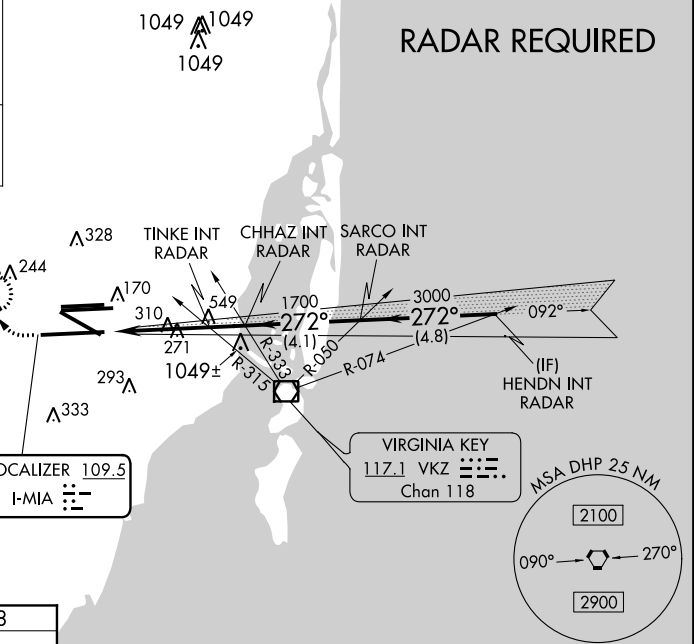 1049
1049
1049
RADAR REQUIRED
328
244
TINKE INT
RADAR
CHHAZ INT
RADAR
SARCO INT
RADAR
170
310
549
271
1700
272°
(4.1)
3000
272°
(4.8)
092°
1049±
R-315
R-333
R-050
R-074
(IF)
HENDN INT
RADAR
293
333
OCALIZER 109.5
I-MIA
VIRGINIA KEY
117.1 VKZ
Chan 118
MSA DHP 25 NM
2100
090°
270°
2900